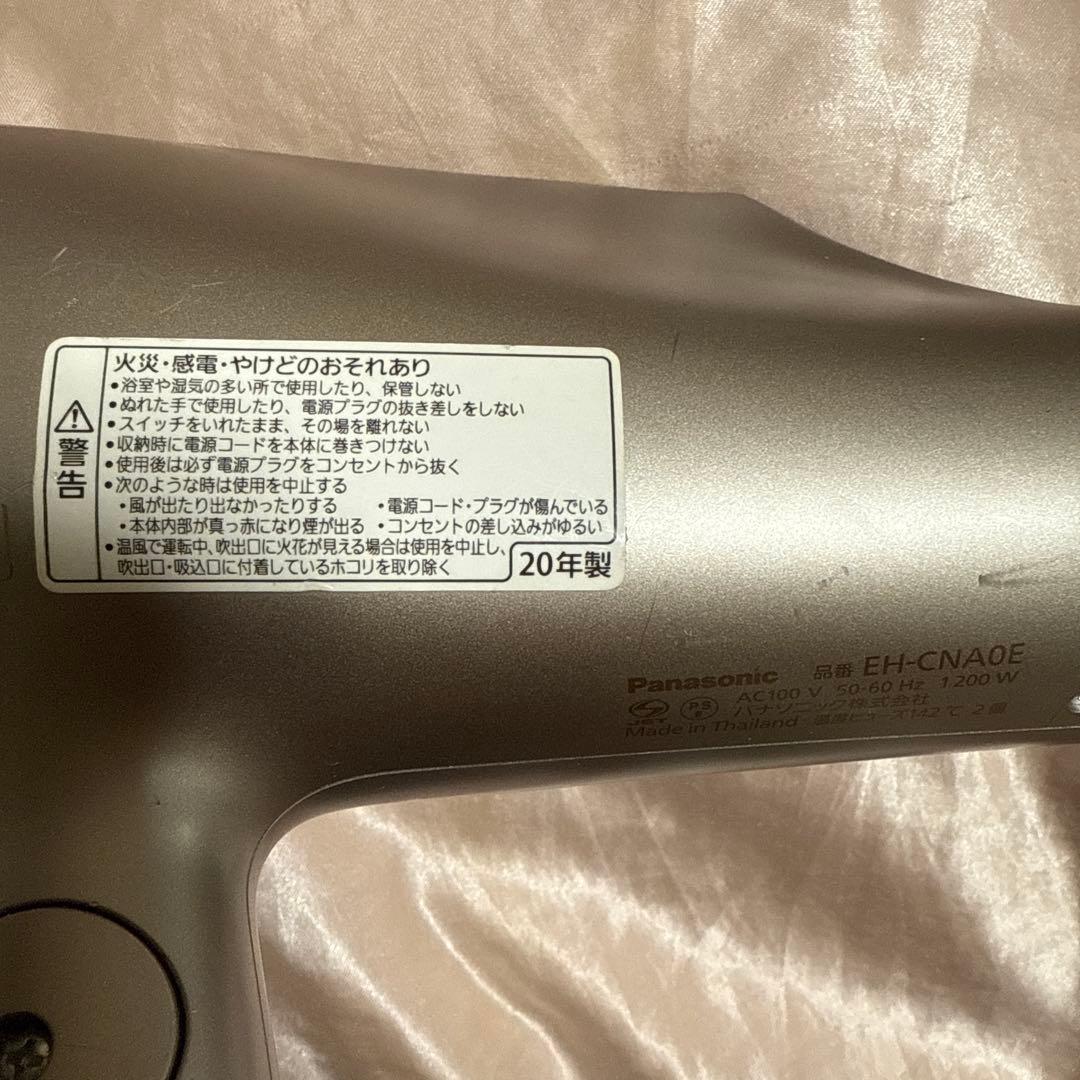 警告
火災・感電・やけどのおそれあり
•浴室や湿気の多い所で使用したり、保管しない
•ぬれた手で使用したり、電源プラグの抜き差しをしない
•スイッチをいれたまま、その場を離れない
•収納時に電源コードを本体に巻きつけない
•使用後は必ず電源プラグをコンセントから抜く
•次のような時は使用を中止する
・風が出たり出なかったりする ・電源コード・プラグが傷んでいる
・本体内部が真っ赤になり煙が出る ・コンセントの差し込みがゆるい
•温風で運転中、吹出口に火花が見える場合は使用を中止し、
吹出口・吸込口に付着しているホコリを取り除く
20年製
Panasonic 品番 EH-CNA0E
AC100 V 50-60 Hz 1200 W
JET PS E パナソニック株式会社
Made in Thailand 温度ヒューズ142℃ 2個